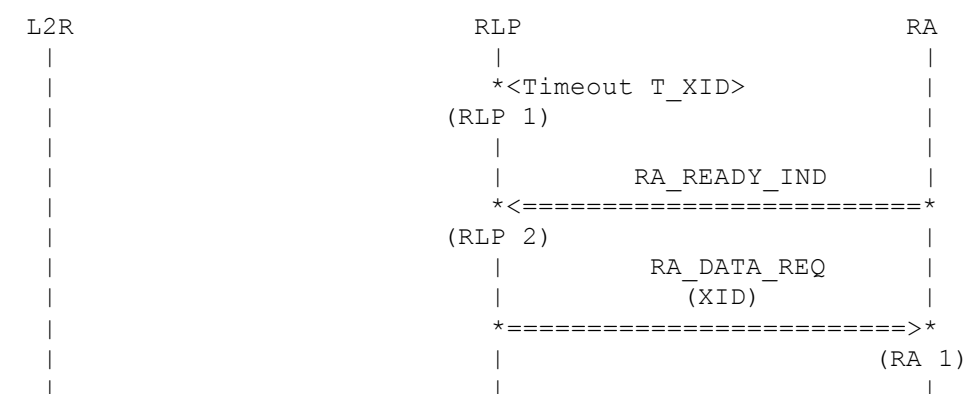 L2R                         RLP                        RA
 |                           |                          |
 |                           *<Timeout T_XID>           |
 |                        (RLP 1)                       |
 |                           |                          |
 |                           |        RA_READY_IND      |
 |                           *<=========================*
 |                        (RLP 2)                       |
 |                           |         RA_DATA_REQ      |
 |                           |           (XID)          |
 |                           *=========================>*
 |                           |                       (RA 1)
 |                           |                          |